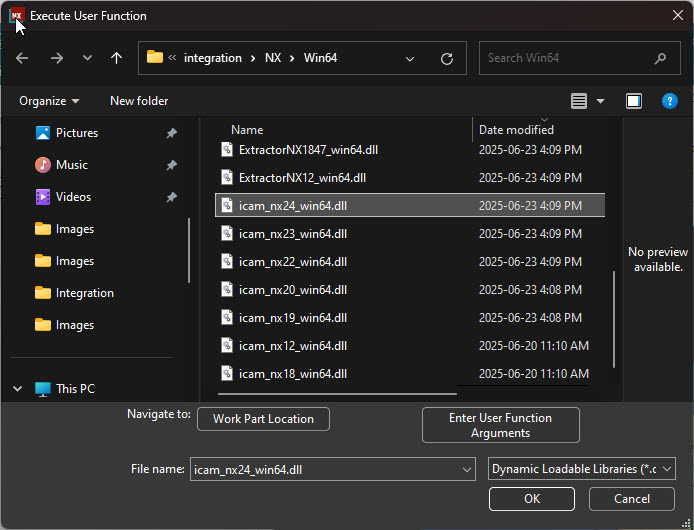 NX Execute User Function
« integration > NX > Win64
Search Win64
Organize
New folder
?
Pictures
Music
Videos
Images
Images
Integration
Images
This PC
Name Date modified
ExtractorNX1847_win64.dll 2025-06-23 4:09 PM
ExtractorNX12_win64.dll 2025-06-23 4:09 PM
icam_nx24_win64.dll 2025-06-23 4:09 PM
icam_nx23_win64.dll 2025-06-23 4:09 PM
icam_nx22_win64.dll 2025-06-23 4:09 PM
icam_nx20_win64.dll 2025-06-23 4:08 PM
icam_nx19_win64.dll 2025-06-23 4:08 PM
icam_nx12_win64.dll 2025-06-20 11:10 AM
icam_nx18_win64.dll 2025-06-20 11:10 AM
No preview
available.
Navigate to: Work Part Location
Enter User Function
Arguments
File name: icam_nx24_win64.dll
Dynamic Loadable Libraries (*.d
OK
Cancel